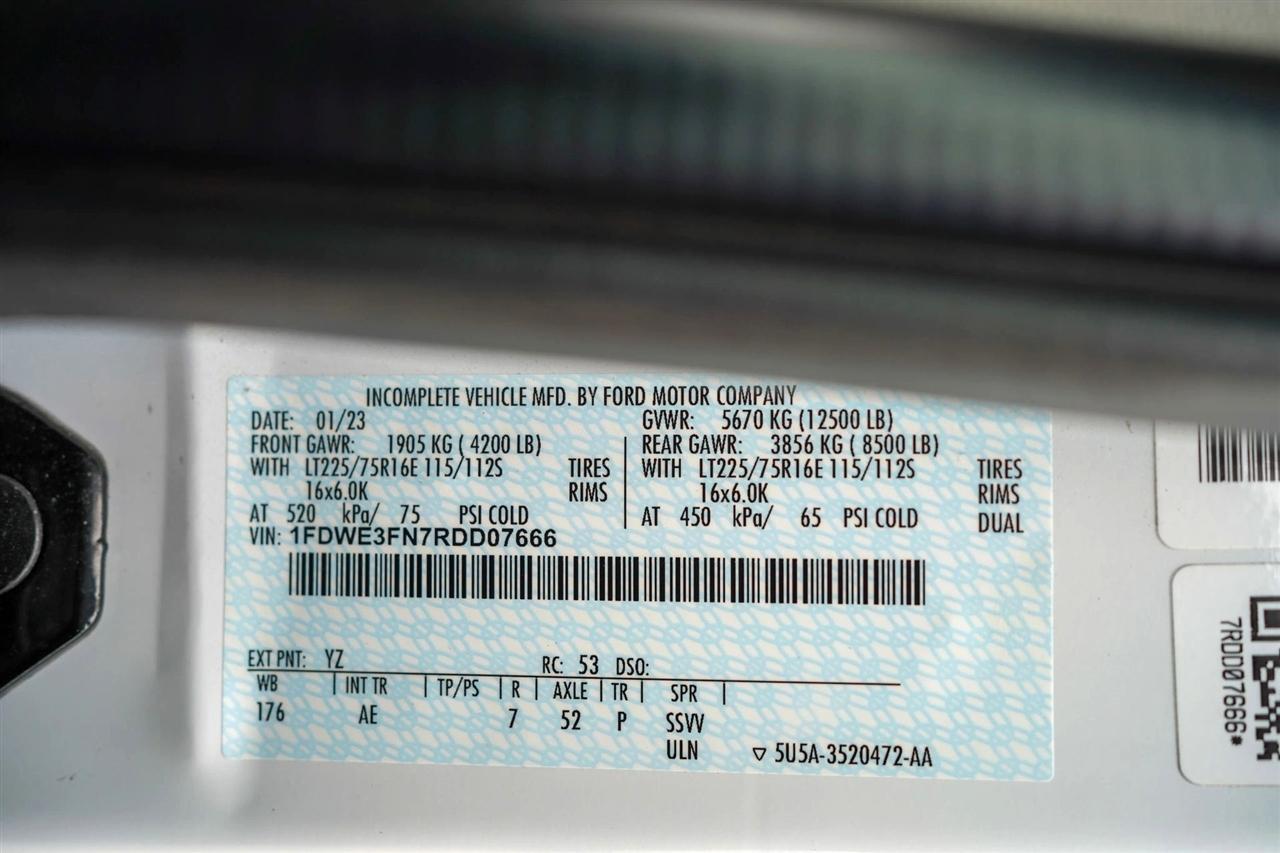 INCOMPLETE VEHICLE MFD. BY FORD MOTOR COMPANY
DATE: 01/23 GVWR: 5670 KG (12500 LB)
FRONT GAWR: 1905 KG ( 4200 LB) REAR GAWR: 3856 KG ( 8500 LB)
WITH LT225/75R16E 115/112S TIRES WITH LT225/75R16E 115/112S TIRES
16x6.0K RIMS 16x6.0K RIMS
AT 520 kPa/ 75 PSI COLD AT 450 kPa/ 65 PSI COLD DUAL
VIN: 1FDWE3FN7RDD07666
EXT PNT: YZ RC: 53 DSO:
WB INT TR TP/PS R AXLE TR SPR
176 AE 7 52 P SSVV
ULN ▽ 5U5A-3520472-AA
7RDD07666*